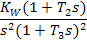 K_W(1 + T_2s)
s^2(1 + T_3s)^2